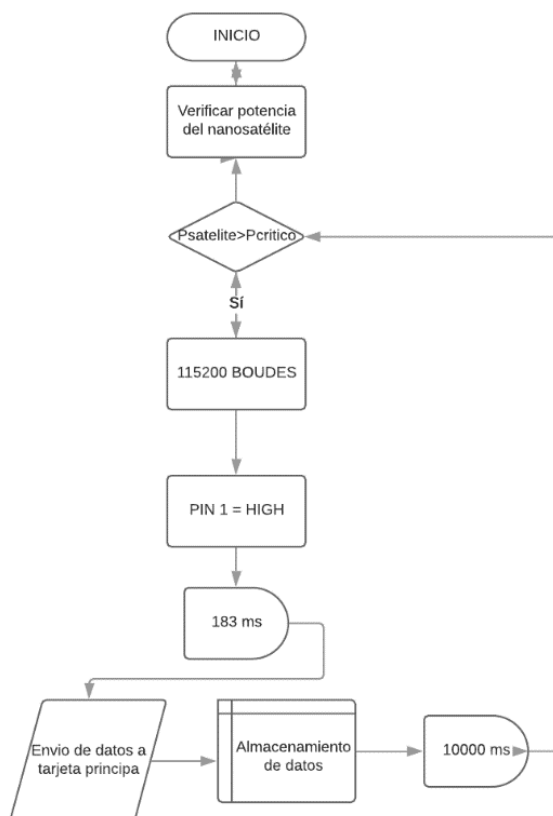 INICIO
Verificar potencia
del nanosatélite
Psatelite>Pcritico
Sí
115200 BOUDES
PIN 1 = HIGH
183 ms
Envio de datos a
tarjeta principa
Almacenamiento
de datos
10000 ms